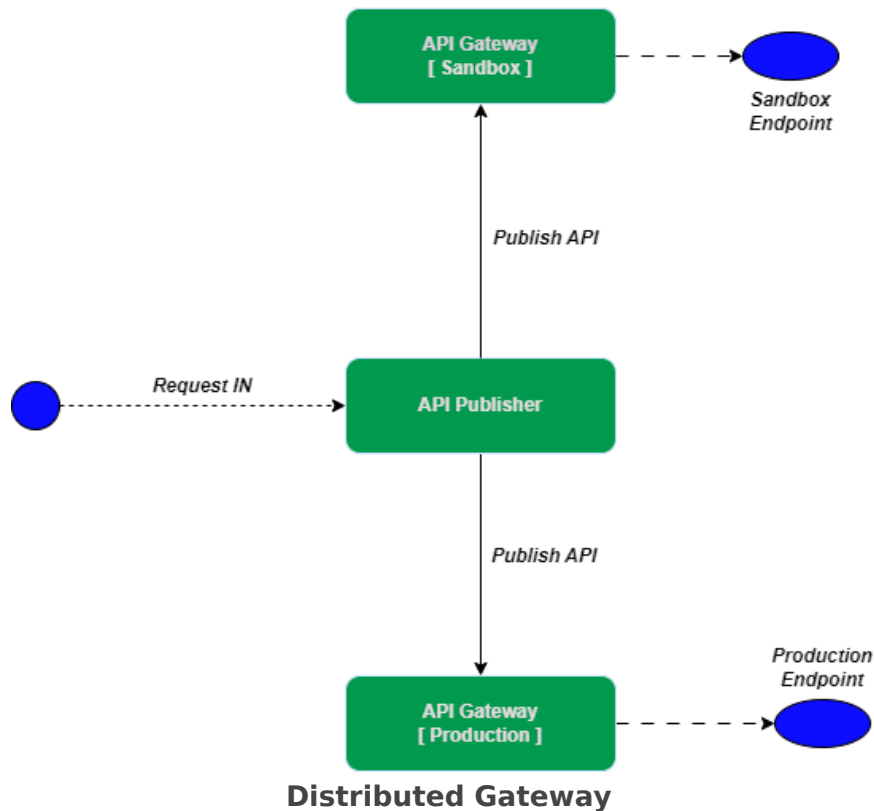 API Gateway
[ Sandbox ]
Sandbox
Endpoint
Publish API
Request IN
API Publisher
Publish API
Production
Endpoint
API Gateway
[ Production ]
Distributed Gateway